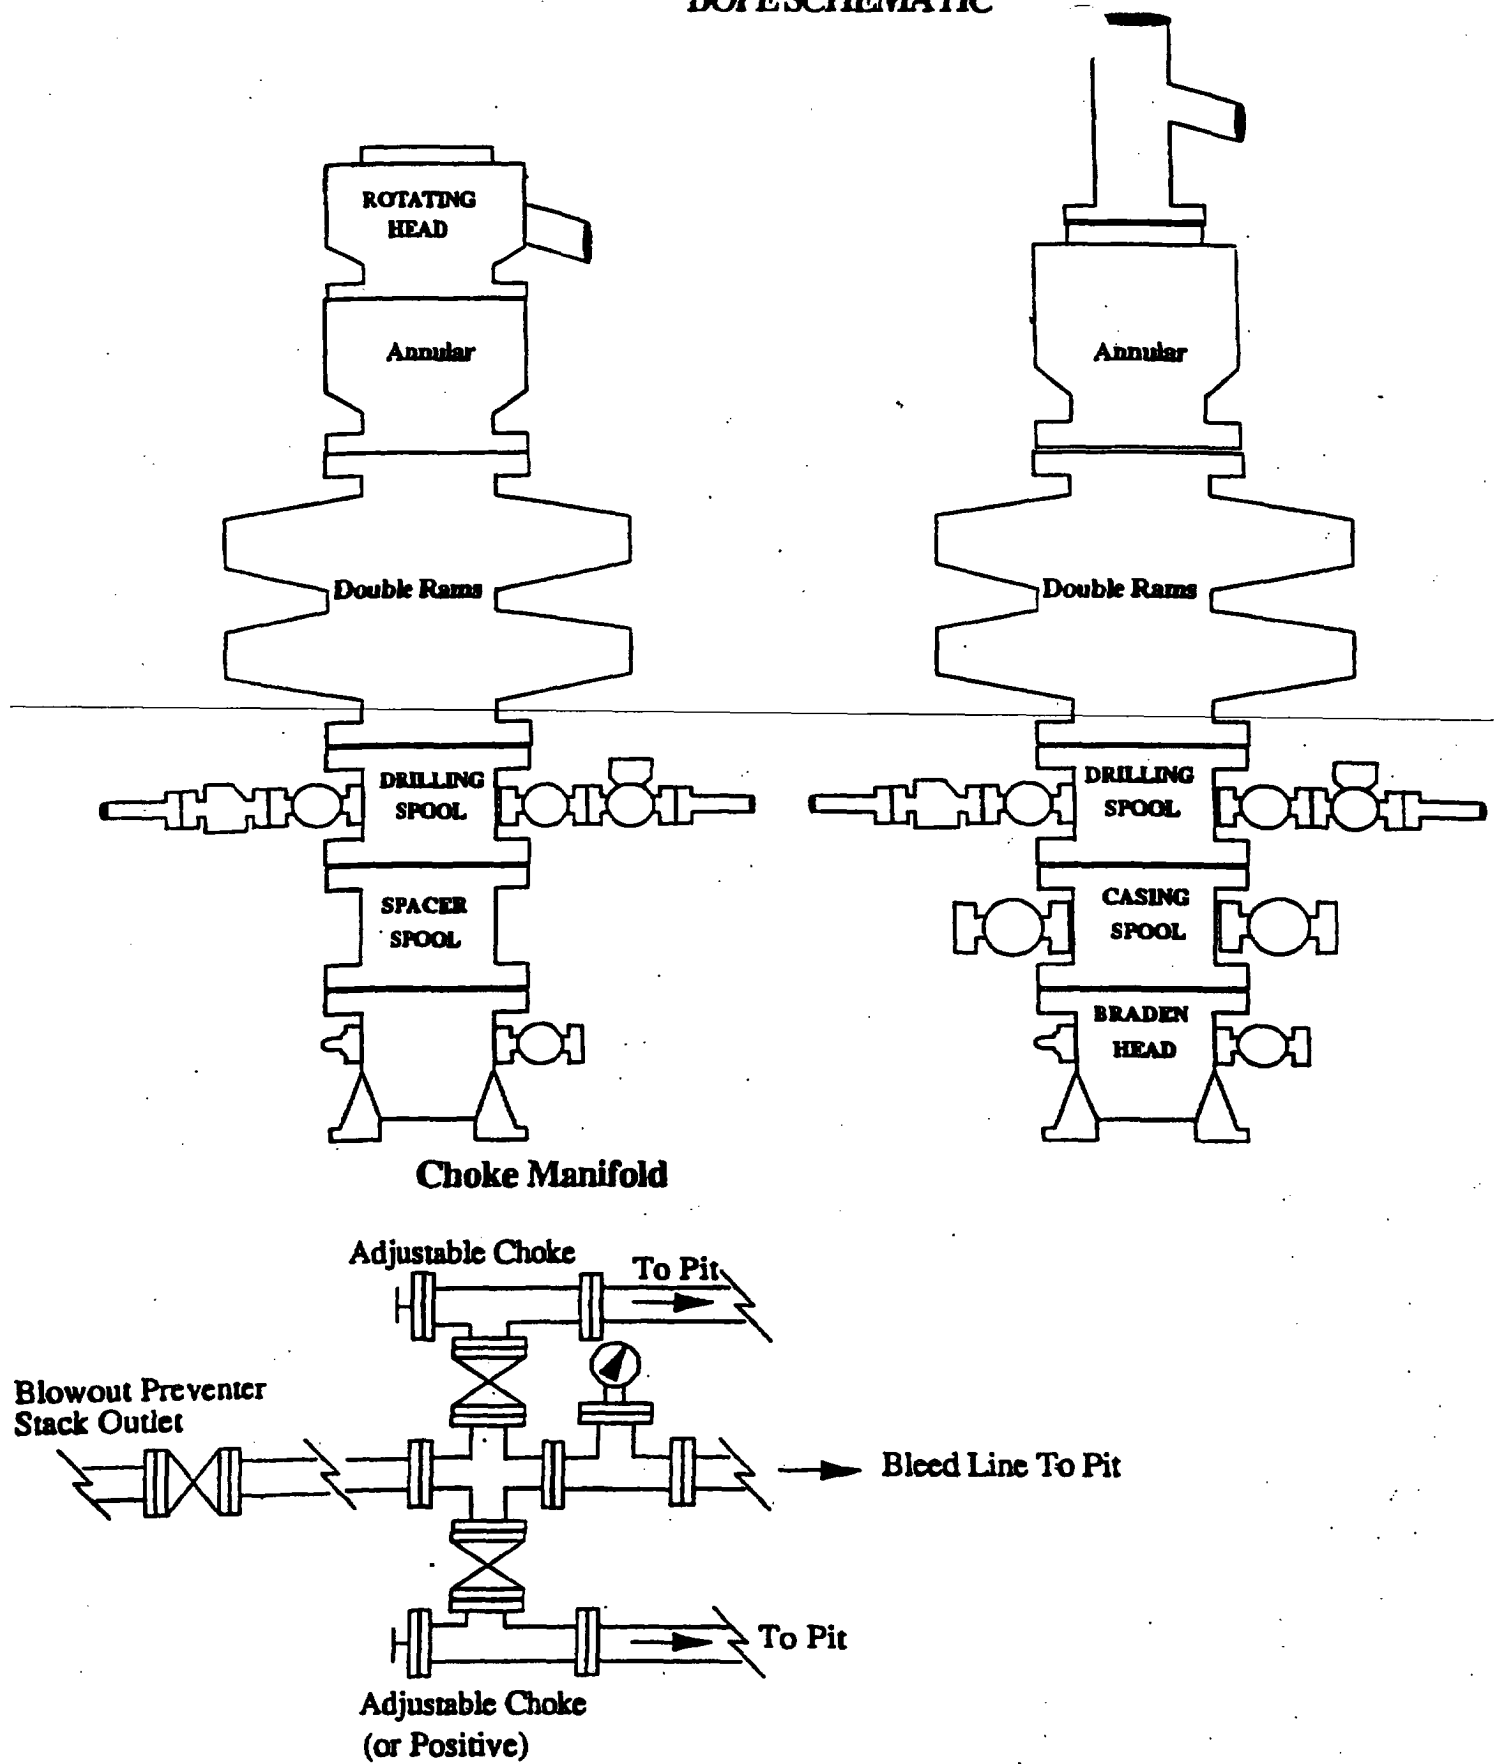 BOPE SCHEMATIC
ROTATING
HEAD
Annular
Double Rams
DRILLING
SPOOL
SPACER
SPOOL
Annular
Double Rams
DRILLING
SPOOL
CASING
SPOOL
BRADEN
HEAD
Choke Manifold
Adjustable Choke
To Pit
Blowout Preventer
Stack Outlet
Bleed Line To Pit
To Pit
Adjustable Choke
(or Positive)